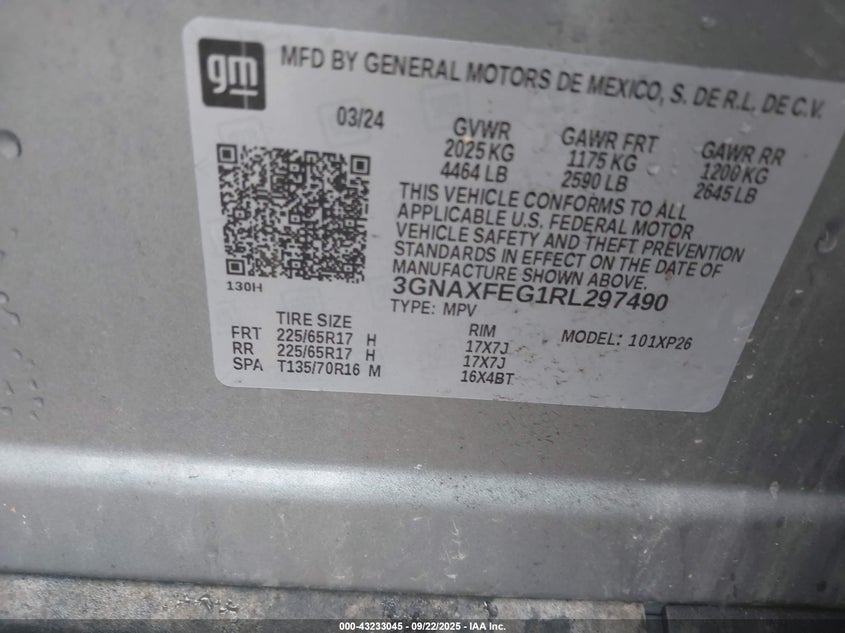 gm
MFD BY GENERAL MOTORS DE MEXICO, S. DE R.L. DE C.V.
03/24
GVWR GAWR FRT GAWR RR
2025 KG 1175 KG 1200 KG
4464 LB 2590 LB 2645 LB
THIS VEHICLE CONFORMS TO ALL
APPLICABLE U.S. FEDERAL MOTOR
VEHICLE SAFETY AND THEFT PREVENTION
STANDARDS IN EFFECT ON THE DATE OF
MANUFACTURE SHOWN ABOVE.
130H
3GNAXFEG1RL297490
TYPE: MPV
TIRE SIZE RIM MODEL: 101XP26
FRT 225/65R17 H 17X7J
RR 225/65R17 H 17X7J
SPA T135/70R16 M 16X4BT
000-43233045 - 09/22/2025 - IAA Inc.